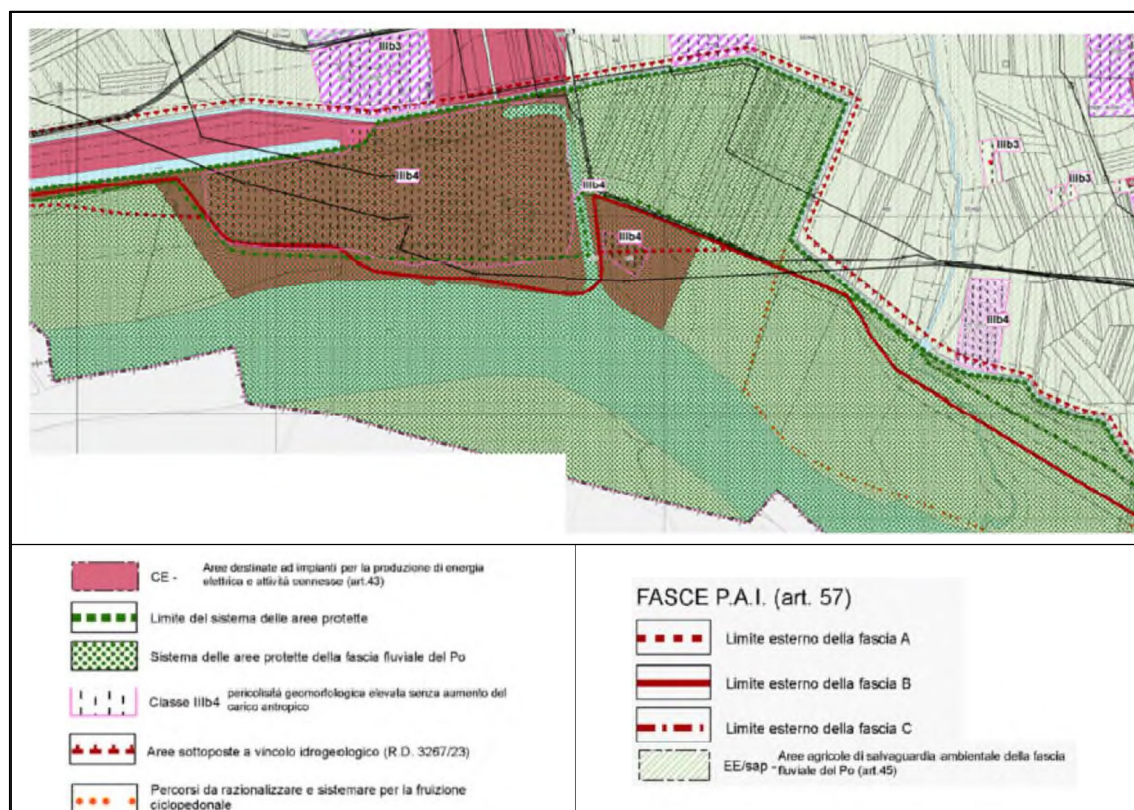 IIIb3
IIIb4
IIIb4
IIIb4
IIIb3
IIIb3
IIIb4
CE - Aree destinate ad impianti per la produzione di energia
elettrica e attività connesse (art.43)
Limite del sistema delle aree protette
Sistema delle aree protette della fascia fluviale del Po
Classe IIIb4 pericolisità geomorfologica elevata senza aumento del
carico antropico
Aree sottoposte a vincolo idrogeologico (R.D. 3267/23)
Percorsi da razionalizzare e sistemare per la fruizione
ciclopedonale
FASCE P.A.I. (art. 57)
Limite esterno della fascia A
Limite esterno della fascia B
Limite esterno della fascia C
EE/sap - Aree agricole di salvaguardia ambientale della fascia
fluviale del Po (art.45)